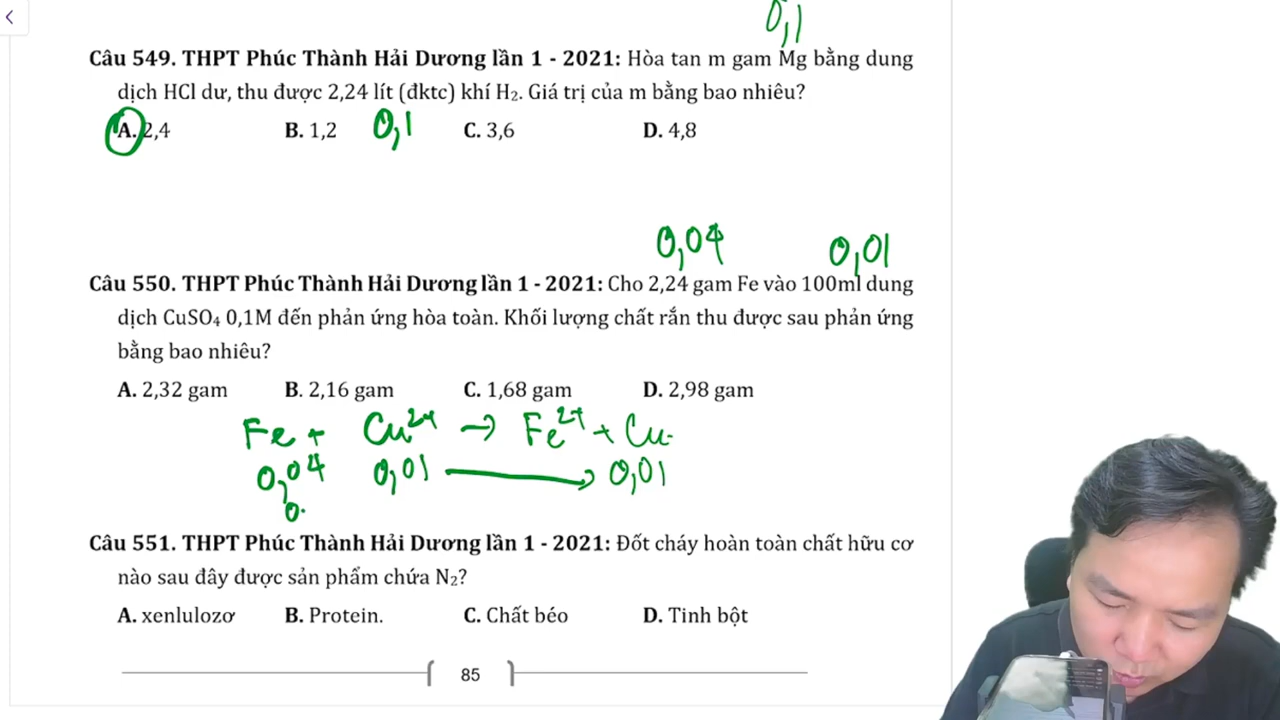 0,1
Câu 549. THPT Phúc Thành Hải Dương lần 1 - 2021: Hòa tan m gam Mg bằng dung
dịch HCl dư, thu được 2,24 lít (đktc) khí H₂. Giá trị của m bằng bao nhiêu?
A. 2,4 B. 1,2 0,1 C. 3,6 D. 4,8
0,04 0,01
Câu 550. THPT Phúc Thành Hải Dương lần 1 - 2021: Cho 2,24 gam Fe vào 100ml dung
dịch CuSO₄ 0,1M đến phản ứng hòa toàn. Khối lượng chất rắn thu được sau phản ứng
bằng bao nhiêu?
A. 2,32 gam B. 2,16 gam C. 1,68 gam D. 2,98 gam
Fe + Cu²⁺ → Fe²⁺ + Cu
0,04 0,01 → 0,01
0.
Câu 551. THPT Phúc Thành Hải Dương lần 1 - 2021: Đốt cháy hoàn toàn chất hữu cơ
nào sau đây được sản phẩm chứa N₂?
A. xenlulozơ B. Protein. C. Chất béo D. Tinh bột
85